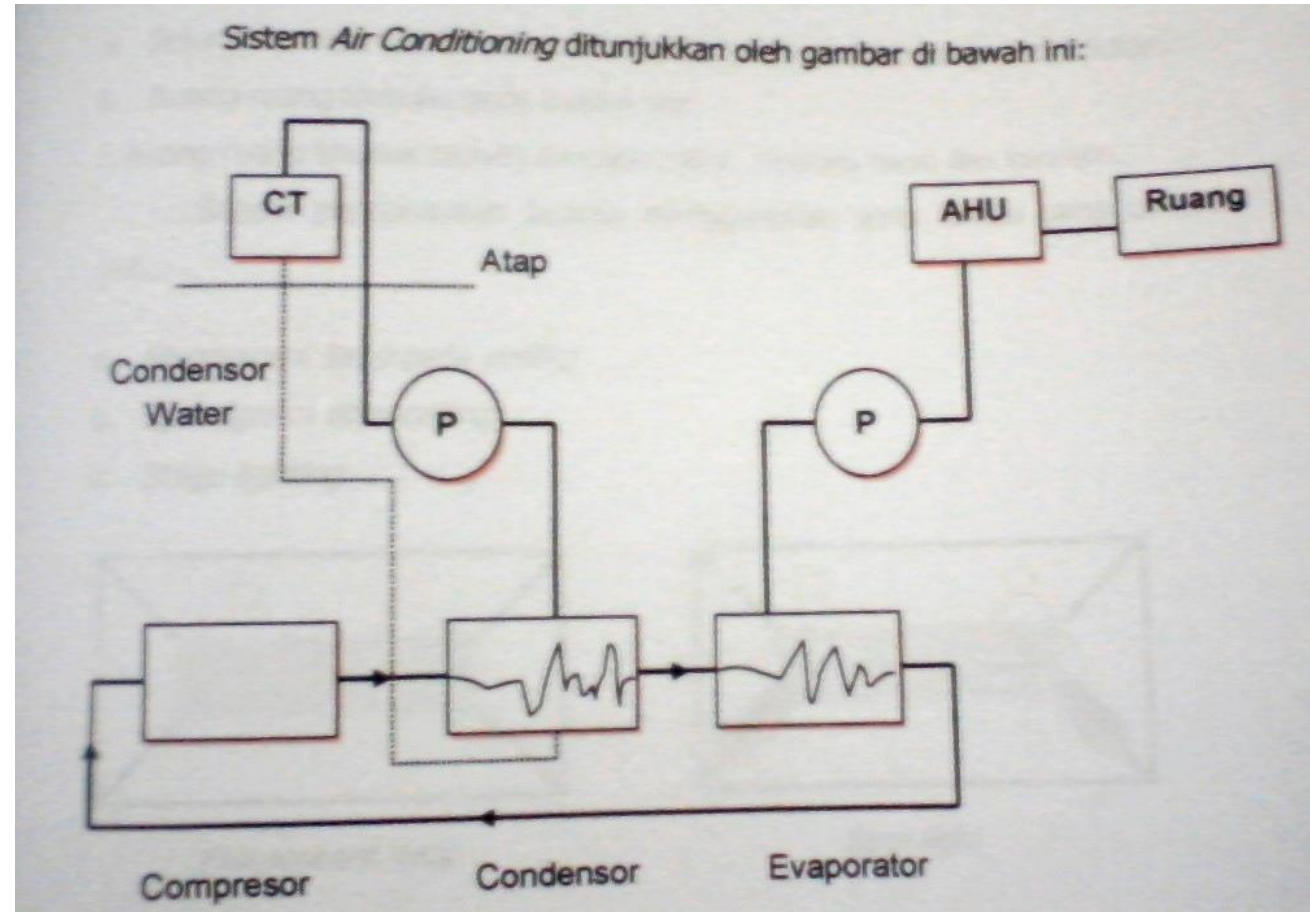 Sistem Air Conditioning ditunjukkan oleh gambar di bawah ini:
CT
AHU
Ruang
Atap
Condensor
Water
P
P
Compresor
Condensor
Evaporator